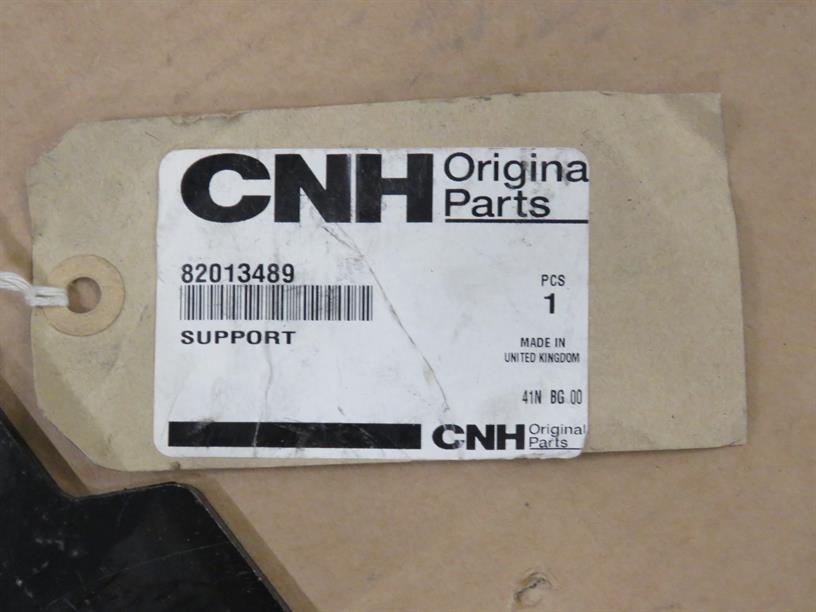 CNH Origina
Parts
82013489
PCS
1
SUPPORT
MADE IN
UNITED KINGDOM
41N BG 00
CNH Original
Parts